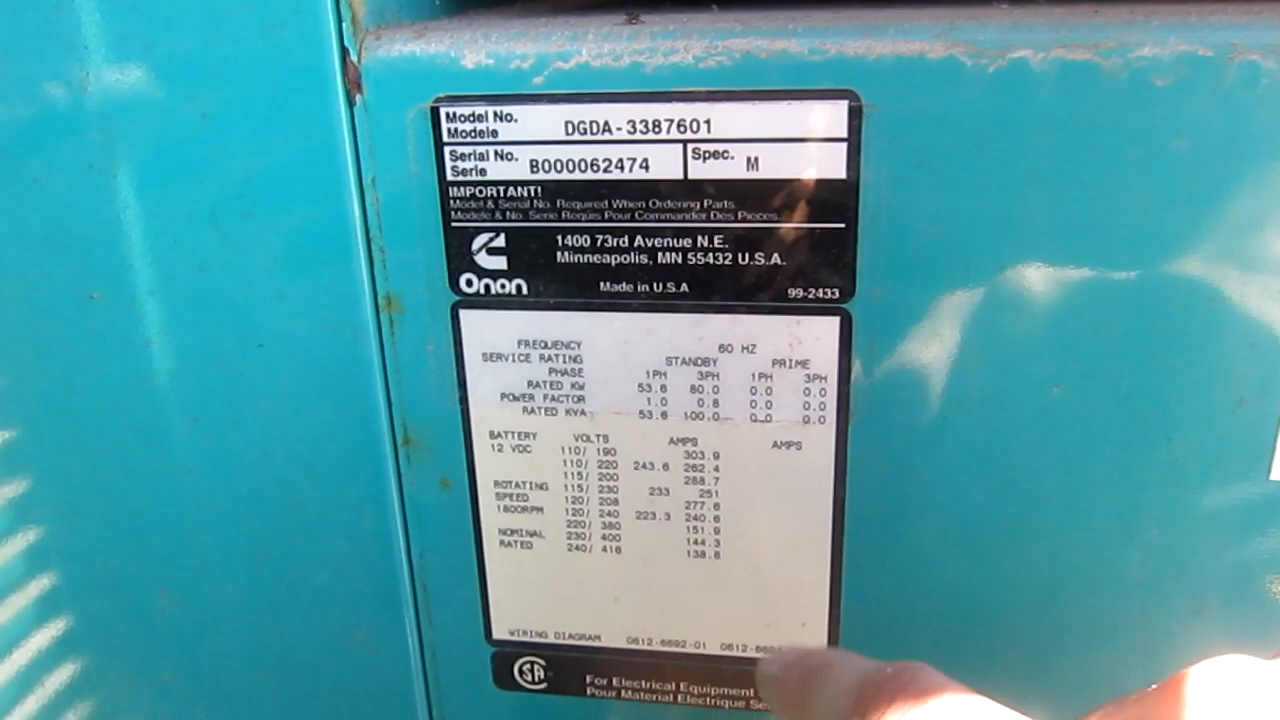 Model No.
Modele DGDA-3387601
Serial No.
Serie B000062474 Spec. M
IMPORTANT!
Model & Serial No. Required When Ordering Parts.
Modele & No. Serie Requis Pour Commander Des Pieces.
1400 73rd Avenue N.E.
Minneapolis, MN 55432 U.S.A.
Onan Made in U.S.A 99-2433
FREQUENCY 60 HZ
SERVICE RATING STANDBY PRIME
PHASE 1PH 3PH 1PH 3PH
RATED KW 53.6 80.0 0.0 0.0
POWER FACTOR 1.0 0.8 0.0 0.0
RATED KVA 53.6 100.0 0.0 0.0
BATTERY VOLTS AMPS AMPS
12 VDC 110/ 190 303.9
110/ 220 243.6 262.4
115/ 200 288.7
ROTATING 115/ 230 233 251
SPEED 120/ 208 277.6
1800RPM 120/ 240 223.3 240.6
220/ 380 151.9
NOMINAL 230/ 400 144.3
RATED 240/ 416 138.8
WIRING DIAGRAM 0612-6692-01
SA
For Electrical Equipment
Pour Material Electrique